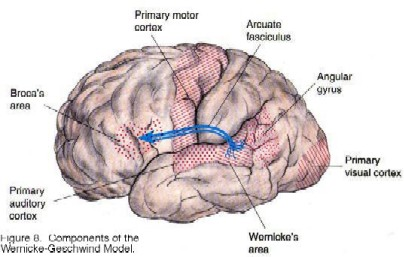 Primary motor
cortex
Arcuate
fasciculus
Angular
gyrus
Broca's
area
Primary
visual cortex
Primary
auditory
cortex
Wernicke's
area
Figure 8. Components of the
Wernicke-Geschwind Model.